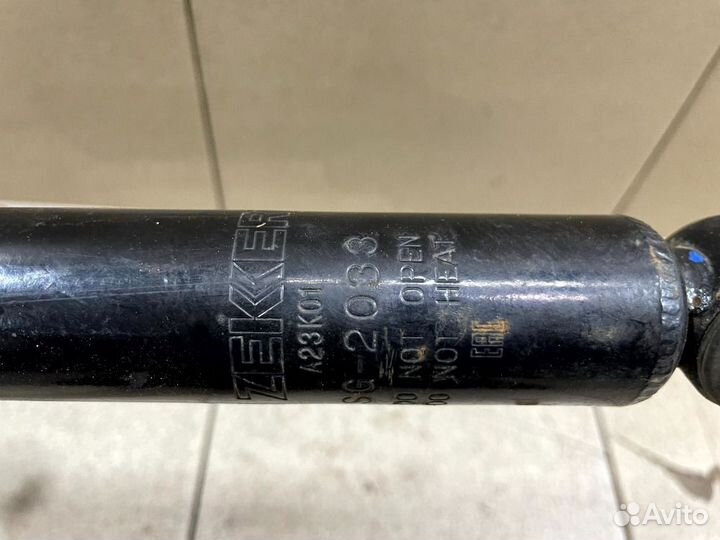 ZEKKERT
A23K01
SG-2033
DO NOT OPEN
DO NOT HEAT
EAC
Avito